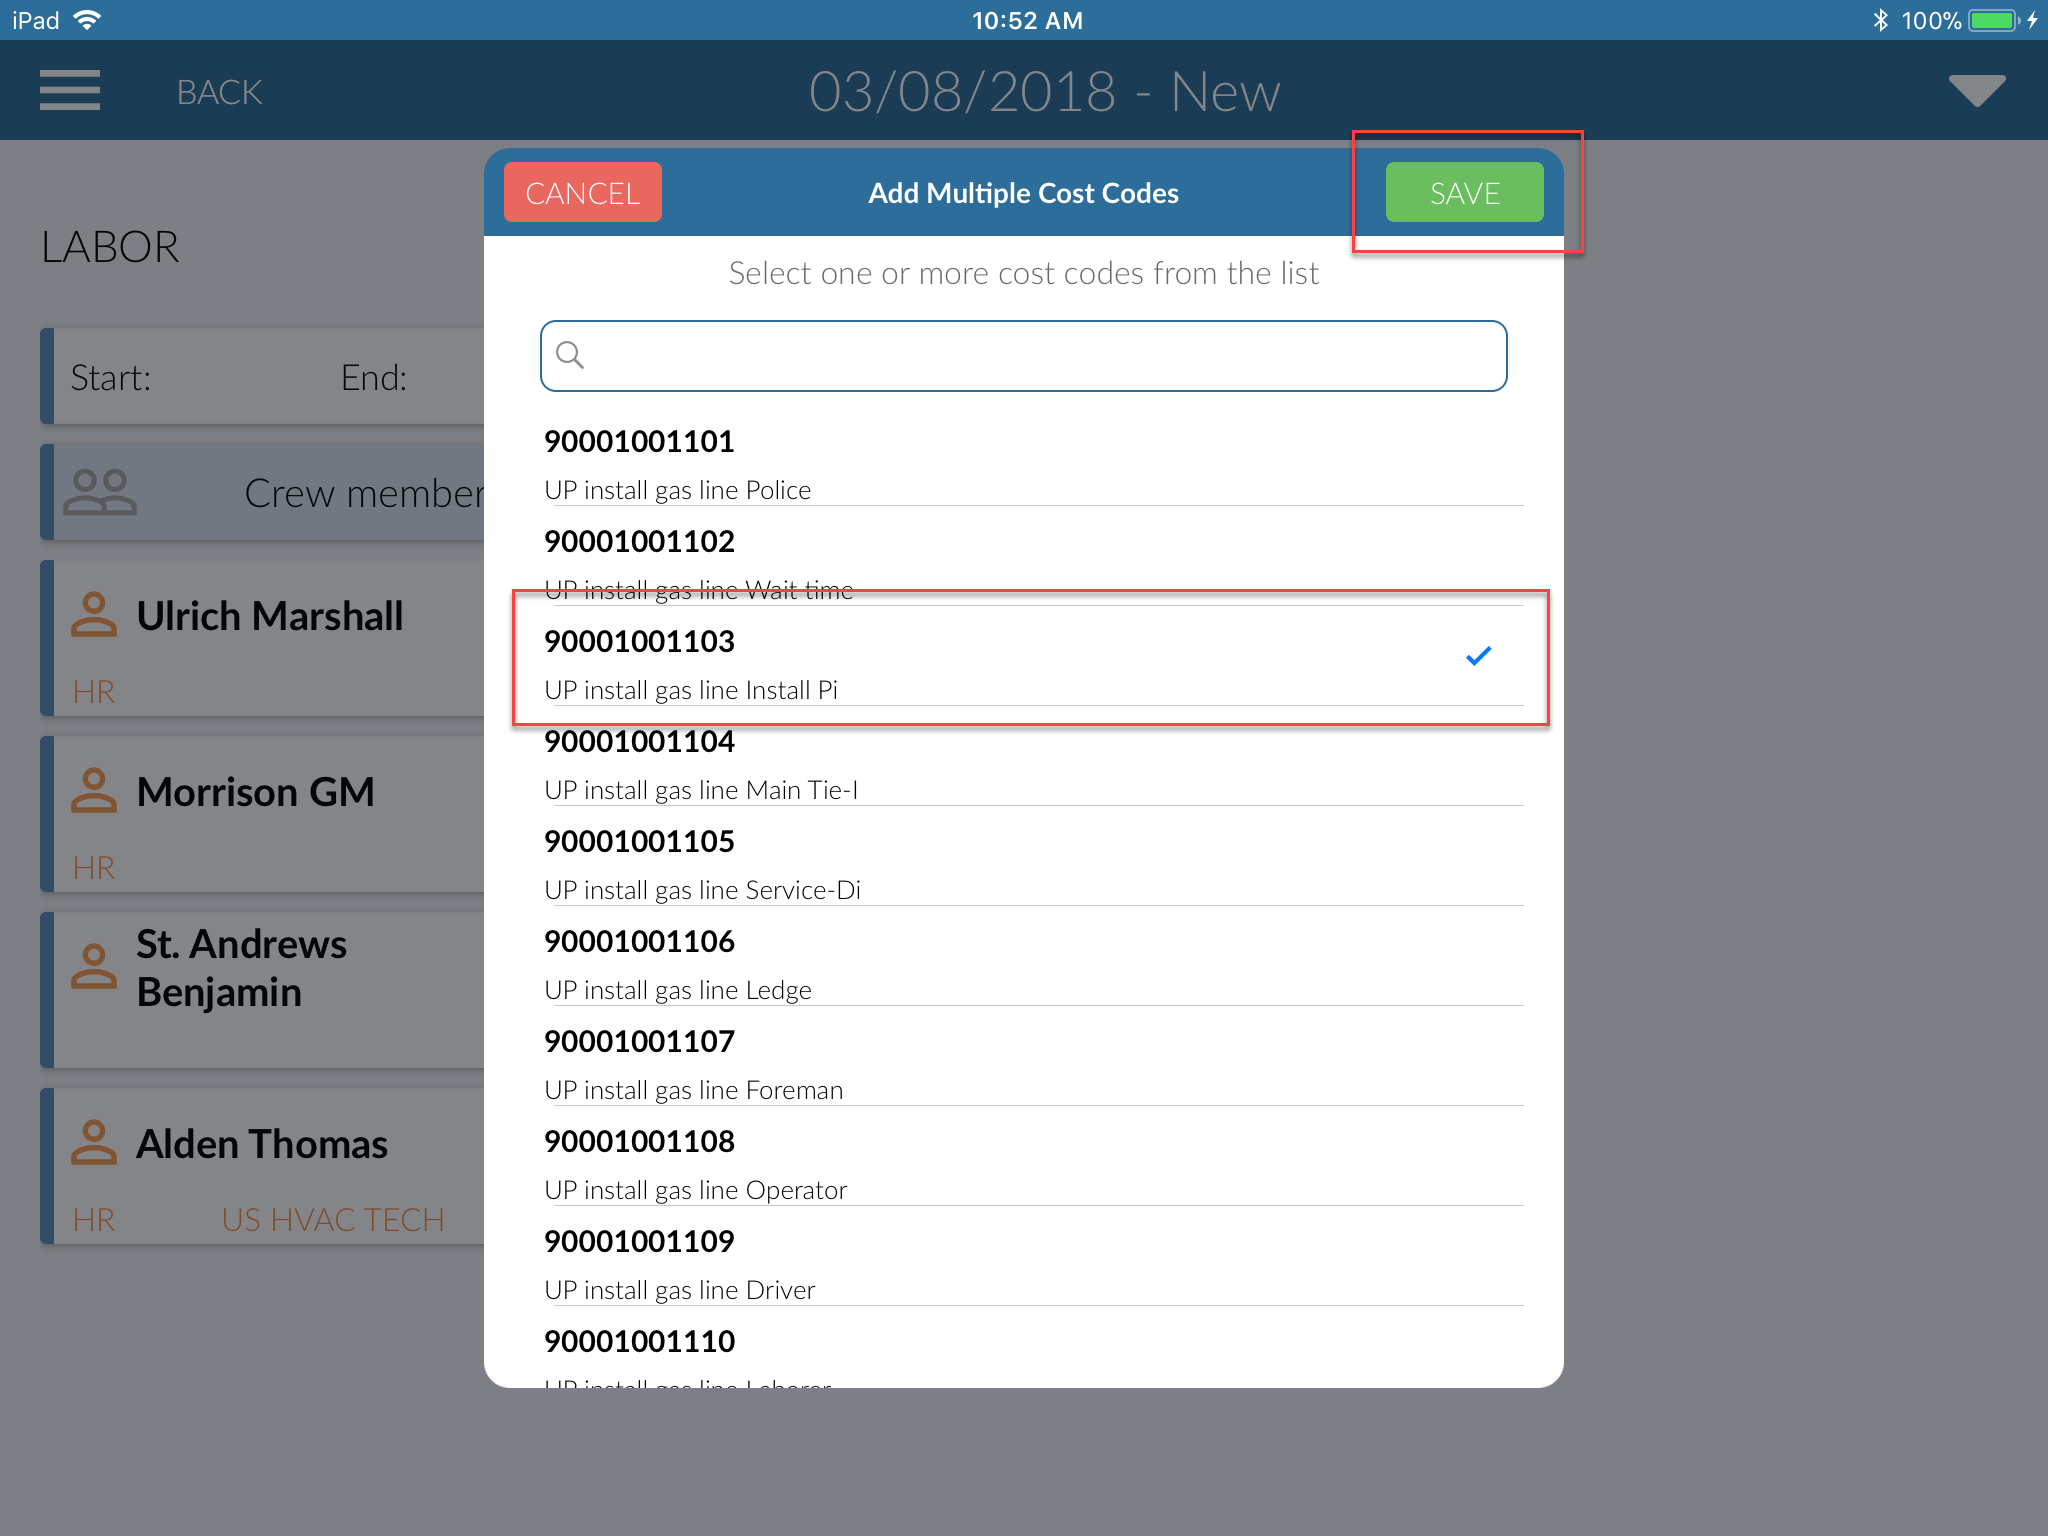 iPad 10:52 AM 100%
BACK 03/08/2018 - New
CANCEL Add Multiple Cost Codes SAVE
LABOR
Select one or more cost codes from the list
Start: End:
Crew member
Ulrich Marshall
HR
Morrison GM
HR
St. Andrews
Benjamin
Alden Thomas
HR US HVAC TECH
90001001101
UP install gas line Police
90001001102
UP install gas line Wait time
90001001103
UP install gas line Install Pi
90001001104
UP install gas line Main Tie-I
90001001105
UP install gas line Service-Di
90001001106
UP install gas line Ledge
90001001107
UP install gas line Foreman
90001001108
UP install gas line Operator
90001001109
UP install gas line Driver
90001001110
UP install gas line Laborer